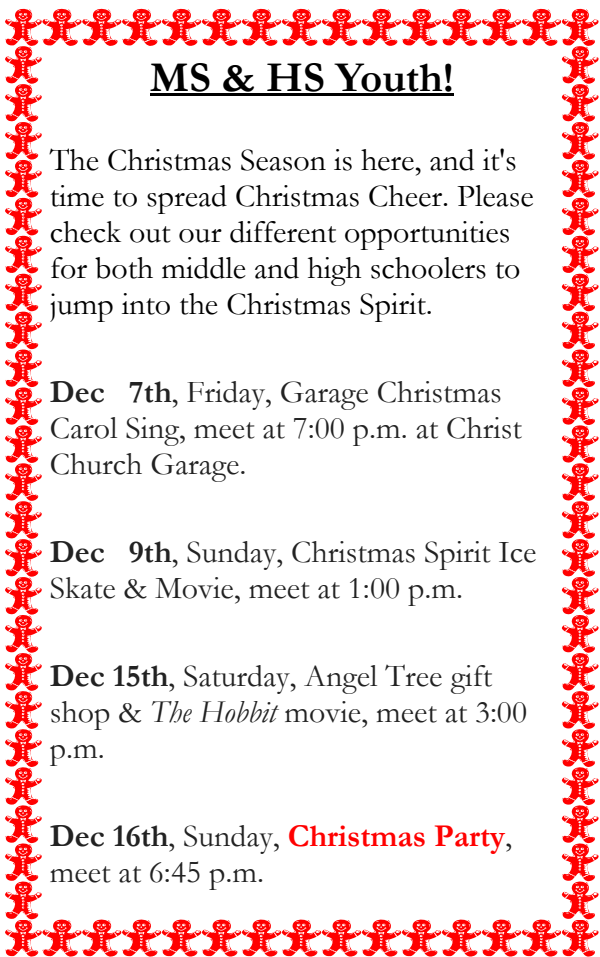 MS & HS Youth!
The Christmas Season is here, and it's
time to spread Christmas Cheer. Please
check out our different opportunities
for both middle and high schoolers to
jump into the Christmas Spirit.
Dec   7th, Friday, Garage Christmas
Carol Sing, meet at 7:00 p.m. at Christ
Church Garage.
Dec   9th, Sunday, Christmas Spirit Ice
Skate & Movie, meet at 1:00 p.m.
Dec 15th, Saturday, Angel Tree gift
shop & The Hobbit movie, meet at 3:00
p.m.
Dec 16th, Sunday, Christmas Party,
meet at 6:45 p.m.